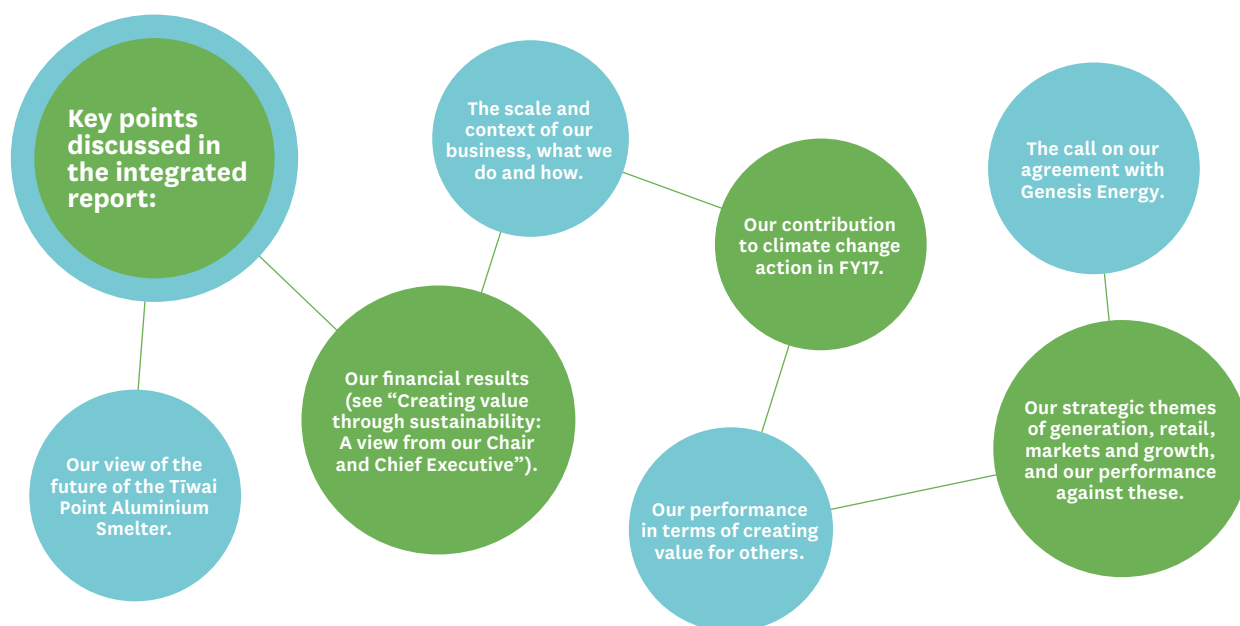 Key points
discussed in
the integrated
report:
Our view of the
future of the Tīwai
Point Aluminium
Smelter.
Our financial results
(see “Creating value
through sustainability:
A view from our Chair
and Chief Executive”).
The scale and
context of our
business, what we
do and how.
Our contribution
to climate change
action in FY17.
Our performance
in terms of creating
value for others.
Our strategic themes
of generation, retail,
markets and growth,
and our performance
against these.
The call on our
agreement with
Genesis Energy.